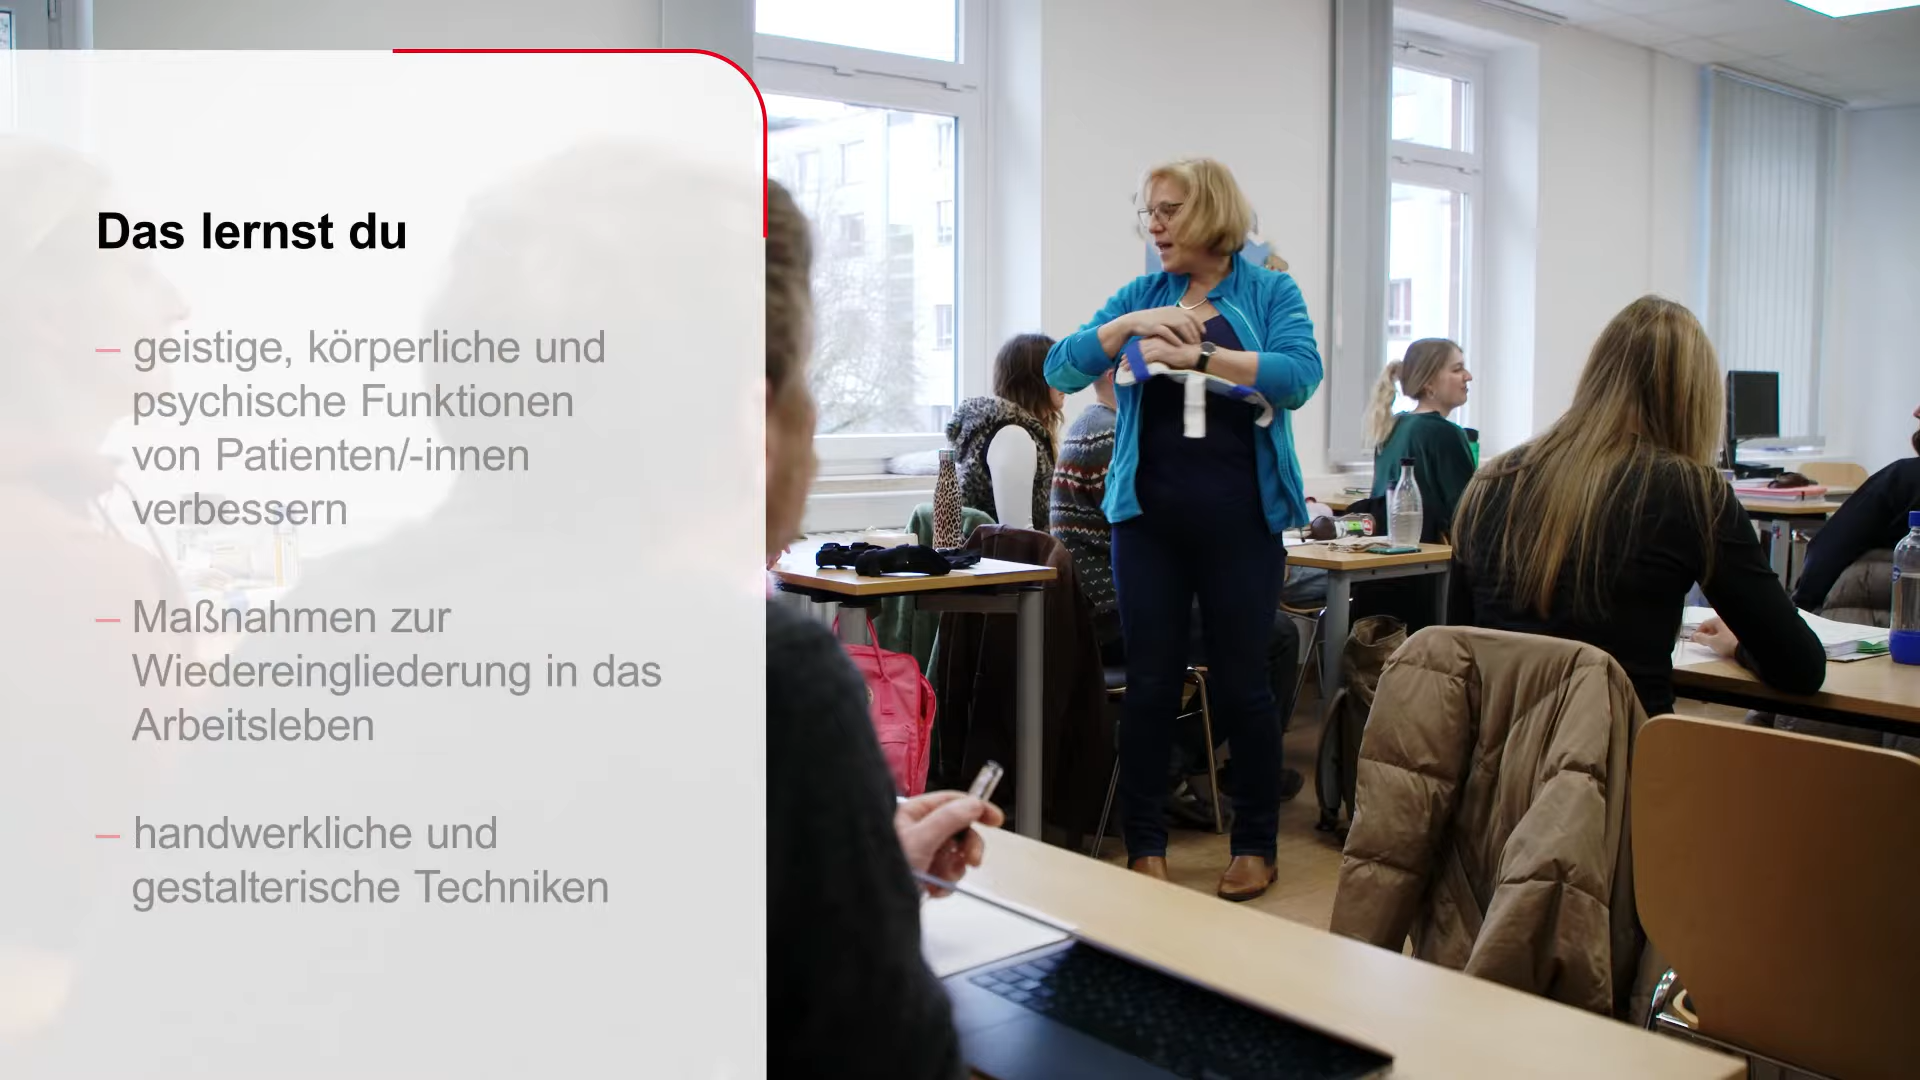 Das lernst du
– geistige, körperliche und
psychische Funktionen
von Patienten/-innen
verbessern
– Maßnahmen zur
Wiedereingliederung in das
Arbeitsleben
– handwerkliche und
gestalterische Techniken